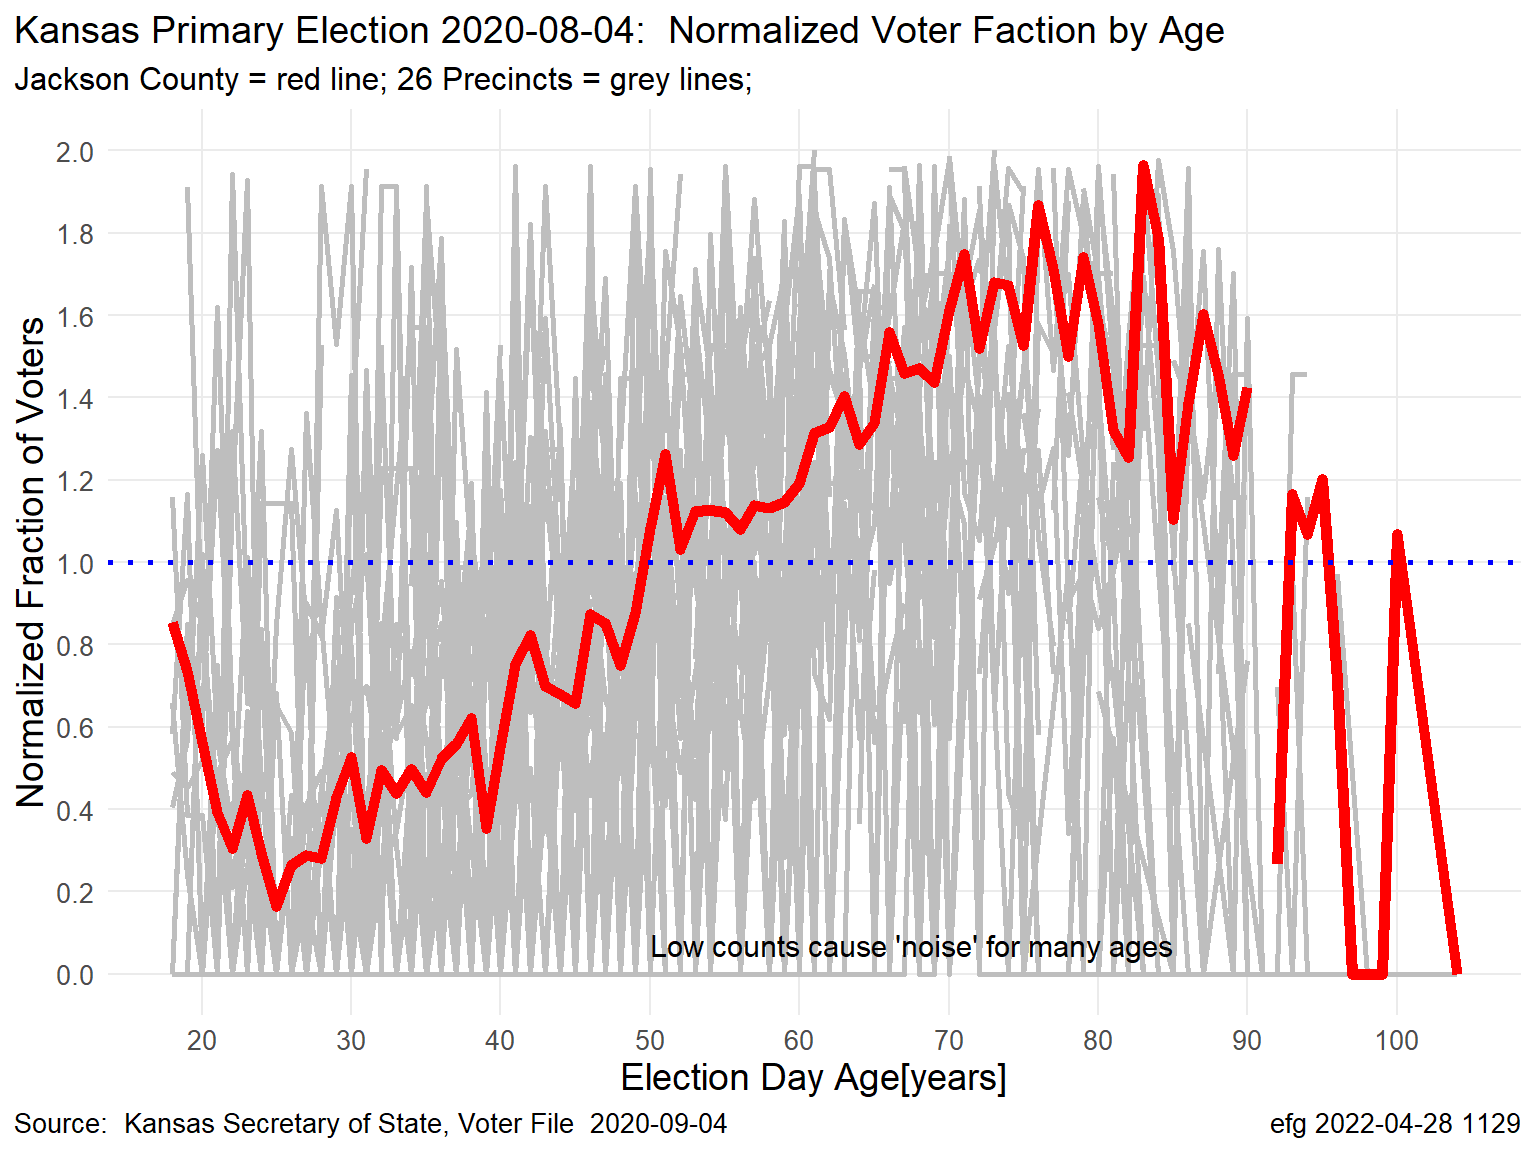 Kansas Primary Election 2020-08-04:  Normalized Voter Faction by Age
Jackson County = red line; 26 Precincts = grey lines;
Normalized Fraction of Voters
2.0
1.8
1.6
1.4
1.2
1.0
0.8
0.6
0.4
0.2
0.0
Low counts cause 'noise' for many ages
20 30 40 50 60 70 80 90 100
Election Day Age[years]
Source:  Kansas Secretary of State, Voter File  2020-09-04
efg 2022-04-28 1129